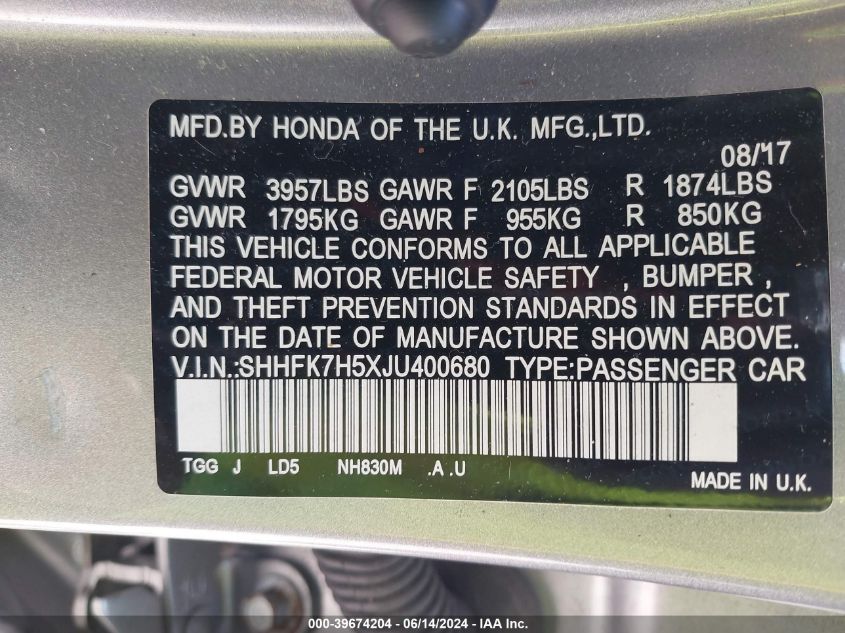 MFD.BY HONDA OF THE U.K. MFG.,LTD.
08/17
GVWR 3957LBS GAWR F 2105LBS R 1874LBS
GVWR 1795KG GAWR F 955KG R 850KG
THIS VEHICLE CONFORMS TO ALL APPLICABLE
FEDERAL MOTOR VEHICLE SAFETY , BUMPER ,
AND THEFT PREVENTION STANDARDS IN EFFECT
ON THE DATE OF MANUFACTURE SHOWN ABOVE.
V.I.N.:SHHFK7H5XJU400680 TYPE:PASSENGER CAR
TGG J LD5 NH830M .A .U
MADE IN U.K.
000-39674204 - 06/14/2024 - IAA Inc.